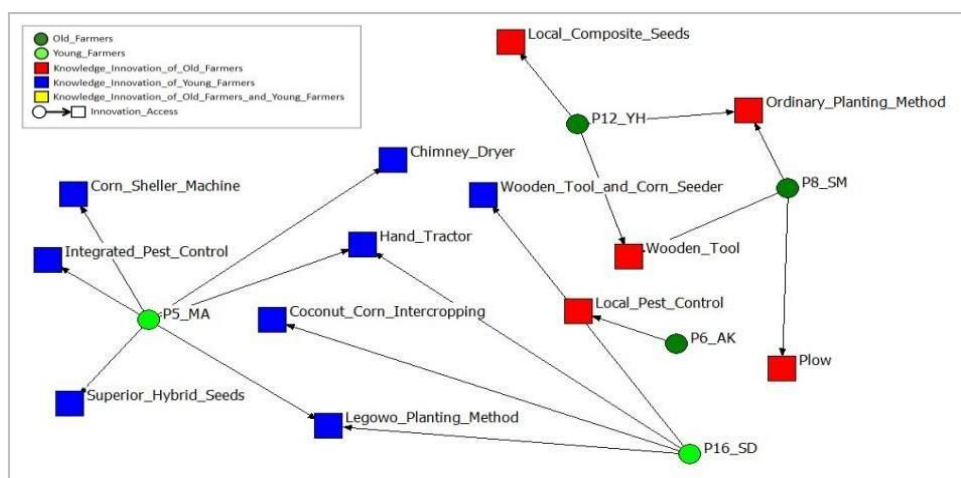 Old_Farmers
Young_Farmers
Knowledge_Innovation_of_Old_Farmers
Knowledge_Innovation_of_Young_Farmers
Knowledge_Innovation_of_Old_Farmers_and_Young_Farmers
Innovation_Access
Local_Composite_Seeds
Ordinary_Planting_Method
P12_YH
Chimney_Dryer
Corn_Sheller_Machine
Wooden_Tool_and_Corn_Seeder
P8_SM
Hand_Tractor
Integrated_Pest_Control
Wooden_Tool
Local_Pest_Control
P5_MA
Coconut_Corn_Intercropping
P6_AK
Plow
Superior_Hybrid_Seeds
Legowo_Planting_Method
P16_SD